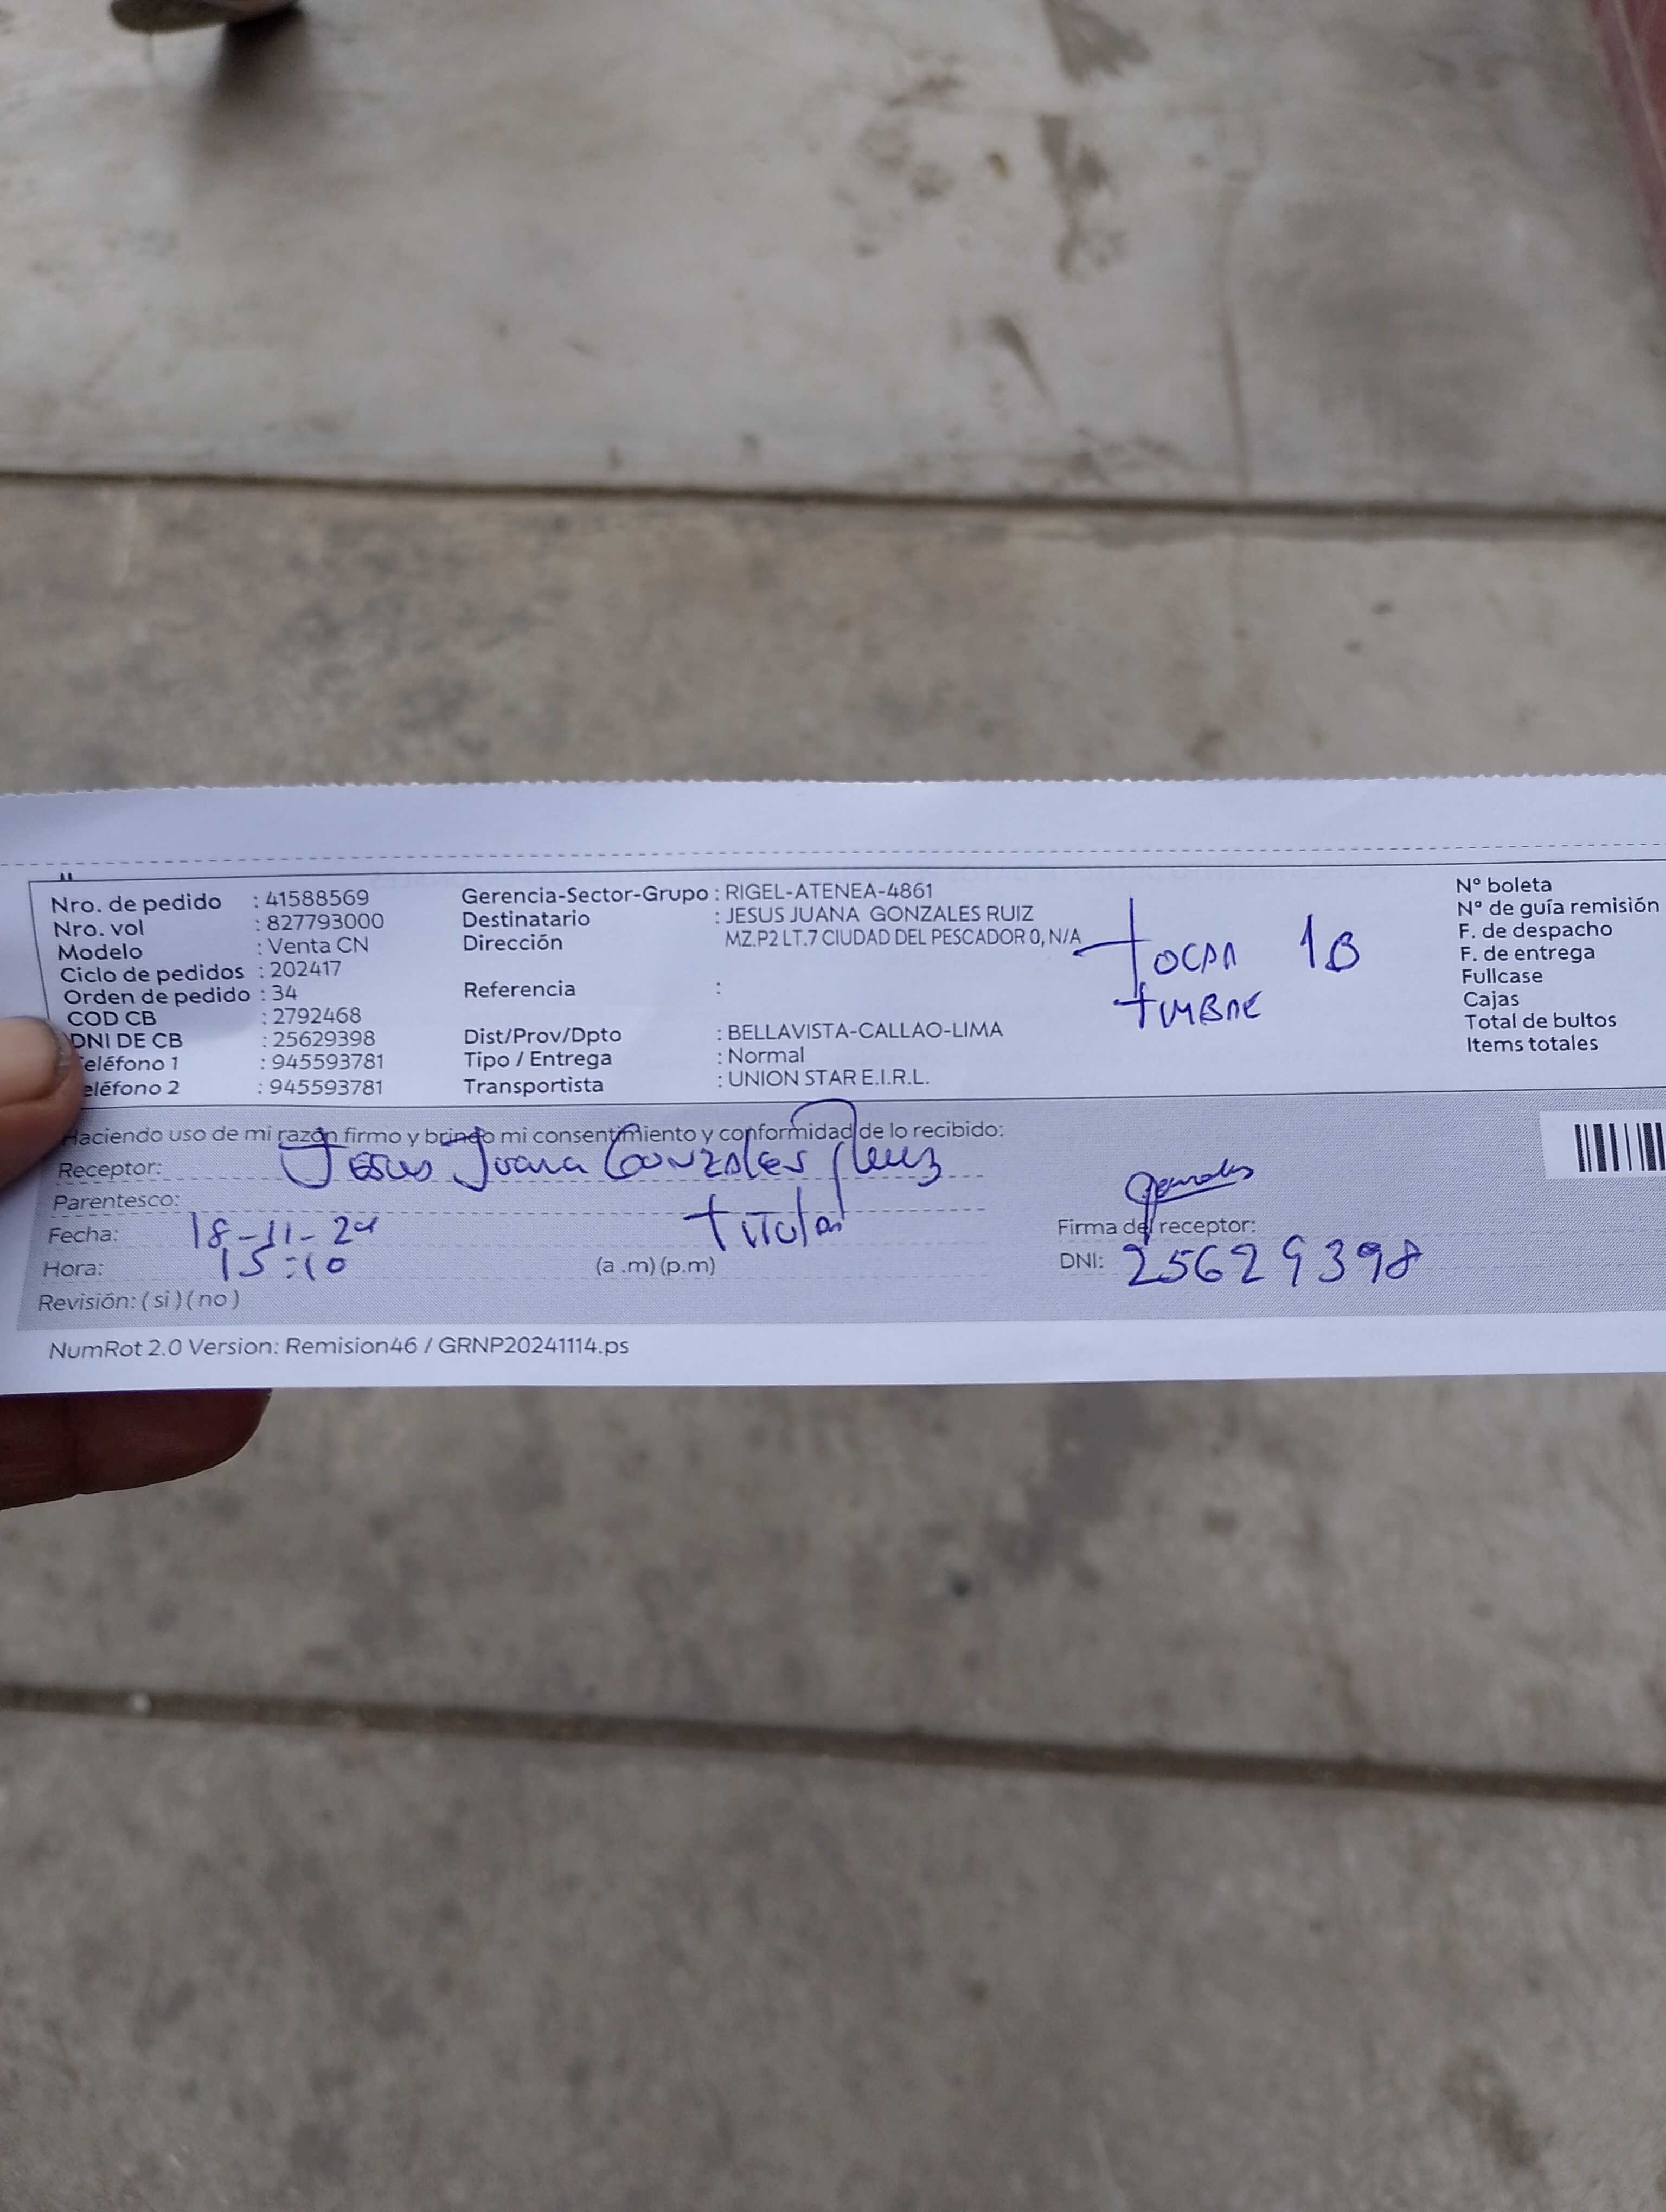 Nro. de pedido : 41588569
Nro. vol : 827793000
Modelo : Venta CN
Ciclo de pedidos : 202417
Orden de pedido : 34
COD CB : 2792468
DNI DE CB : 25629398
eléfono 1 : 945593781
eléfono 2 : 945593781
Gerencia-Sector-Grupo : RIGEL-ATENEA-4861
Destinatario : JESUS JUANA GONZALES RUIZ
Dirección MZ.P2 LT.7 CIUDAD DEL PESCADOR 0, N/A
Referencia :
Dist/Prov/Dpto : BELLAVISTA-CALLAO-LIMA
Tipo / Entrega : Normal
Transportista : UNION STAR E.I.R.L.
TOCAR 1B
TIMBRE
N° boleta
N° de guía remisión
F. de despacho
F. de entrega
Fullcase
Cajas
Total de bultos
Items totales
Haciendo uso de mi razón firmo y brindo mi consentimiento y conformidad de lo recibido:
Receptor: Jesus Juana Gonzales Ruiz
Parentesco: Titular
Fecha: 18-11-24
Hora: 15:10 (a .m) (p.m)
Revisión: ( si ) ( no )
Firma del receptor:
DNI: 25629398
NumRot 2.0 Version: Remision46 / GRNP20241114.ps